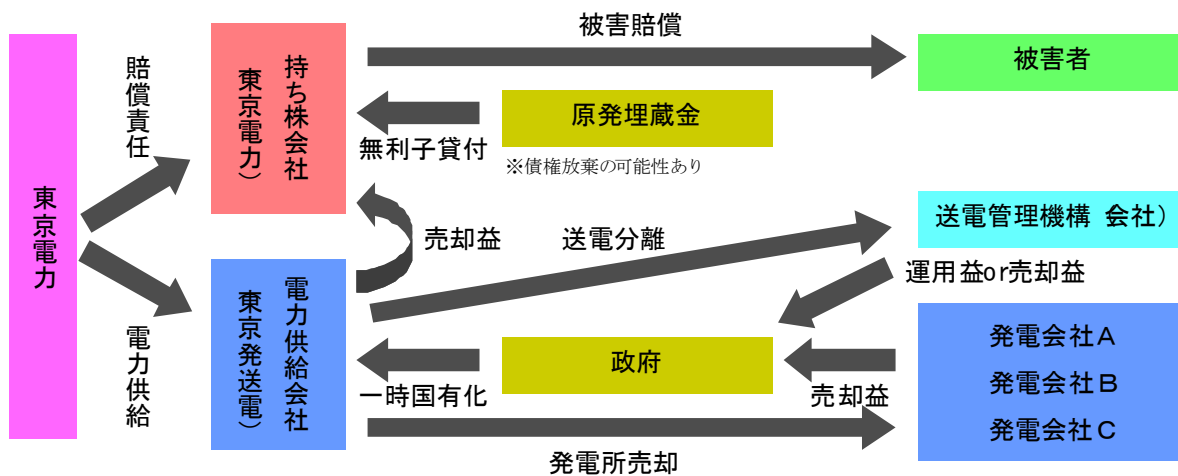 東京電力
賠償責任
電力供給
持ち株会社
東京電力）
被害賠償
被害者
原発埋蔵金
無利子貸付
※債権放棄の可能性あり
売却益
送電分離
送電管理機構 会社）
運用益or売却益
電力供給会社
東京発送電）
政府
一時国有化
売却益
発電会社A
発電会社B
発電会社C
発電所売却